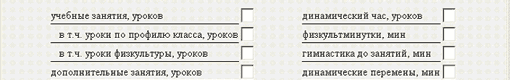 учебные занятия, уроков
в т.ч. уроки по профилю класса, уроков
в т.ч. уроки физкультуры, уроков
дополнительные занятия, уроков
динамический час, уроков
физкультминутки, мин
гимнастика до занятий, мин
динамические перемены, мин